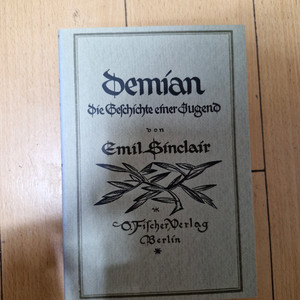 Demian
Die Geschichte einer Jugend
von
Emil Sinclair
S. Fischer Verlag
Berlin